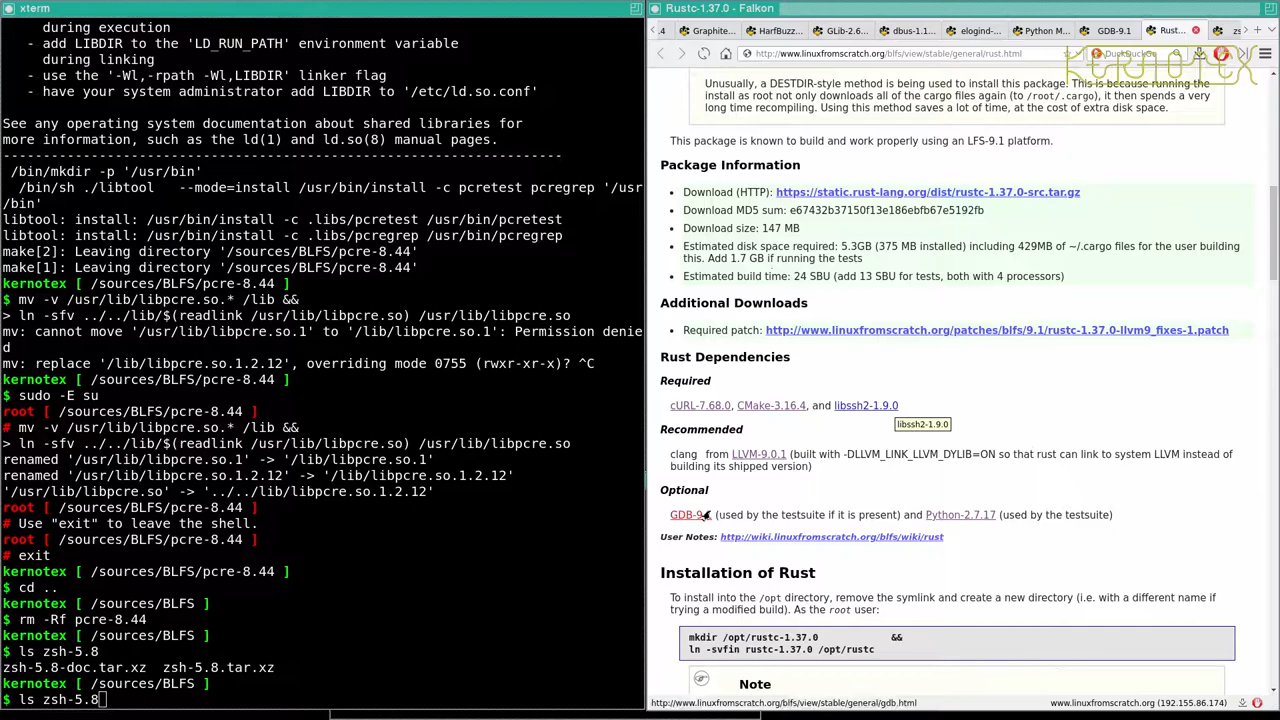 xterm
during execution
- add LIBDIR to the 'LD_RUN_PATH' environment variable
during linking
- use the '-Wl,-rpath -Wl,LIBDIR' linker flag
- have your system administrator add LIBDIR to '/etc/ld.so.conf'
See any operating system documentation about shared libraries for
more information, such as the ld(1) and ld.so(8) manual pages.
----------------------------------------------------------------------
/bin/mkdir -p '/usr/bin'
/bin/sh ./libtool   --mode=install /usr/bin/install -c pcretest pcregrep '/usr
/bin'
libtool: install: /usr/bin/install -c .libs/pcretest /usr/bin/pcretest
libtool: install: /usr/bin/install -c .libs/pcregrep /usr/bin/pcregrep
make[2]: Leaving directory '/sources/BLFS/pcre-8.44'
make[1]: Leaving directory '/sources/BLFS/pcre-8.44'
kernotex [ /sources/BLFS/pcre-8.44 ]
$ mv -v /usr/lib/libpcre.so.* /lib &&
> ln -sfv ../../lib/$(readlink /usr/lib/libpcre.so) /usr/lib/libpcre.so
mv: cannot move '/usr/lib/libpcre.so.1' to '/lib/libpcre.so.1': Permission denie
d
mv: replace '/lib/libpcre.so.1.2.12', overriding mode 0755 (rwxr-xr-x)? ^C
kernotex [ /sources/BLFS/pcre-8.44 ]
$ sudo -E su
root [ /sources/BLFS/pcre-8.44 ]
# mv -v /usr/lib/libpcre.so.* /lib &&
> ln -sfv ../../lib/$(readlink /usr/lib/libpcre.so) /usr/lib/libpcre.so
renamed '/usr/lib/libpcre.so.1' -> '/lib/libpcre.so.1'
renamed '/usr/lib/libpcre.so.1.2.12' -> '/lib/libpcre.so.1.2.12'
'/usr/lib/libpcre.so' -> '../../lib/libpcre.so.1.2.12'
root [ /sources/BLFS/pcre-8.44 ]
# Use "exit" to leave the shell.
root [ /sources/BLFS/pcre-8.44 ]
# exit
kernotex [ /sources/BLFS/pcre-8.44 ]
$ cd ..
kernotex [ /sources/BLFS ]
$ rm -Rf pcre-8.44
kernotex [ /sources/BLFS ]
$ ls zsh-5.8
zsh-5.8-doc.tar.xz  zsh-5.8.tar.xz
kernotex [ /sources/BLFS ]
$ ls zsh-5.8
Rustc-1.37.0 - Falkon
.4 Graphite... HarfBuzz... GLib-2.6... dbus-1.1... elogind-... Python M... GDB-9.1 Rust... zs
http://www.linuxfromscratch.org/blfs/view/stable/general/rust.html DuckDuckGo
KERNOTEX
Unusually, a DESTDIR-style method is being used to install this package. This is because running the
install as root not only downloads all of the cargo files again (to /root/.cargo), it then spends a very
long time recompiling. Using this method saves a lot of time, at the cost of extra disk space.
This package is known to build and work properly using an LFS-9.1 platform.
Package Information
• Download (HTTP): https://static.rust-lang.org/dist/rustc-1.37.0-src.tar.gz
• Download MD5 sum: e67432b37150f13e186ebfb67e5192fb
• Download size: 147 MB
• Estimated disk space required: 5.3GB (375 MB installed) including 429MB of ~/.cargo files for the user building
this. Add 1.7 GB if running the tests
• Estimated build time: 24 SBU (add 13 SBU for tests, both with 4 processors)
Additional Downloads
• Required patch: http://www.linuxfromscratch.org/patches/blfs/9.1/rustc-1.37.0-llvm9_fixes-1.patch
Rust Dependencies
Required
cURL-7.68.0, CMake-3.16.4, and libssh2-1.9.0
libssh2-1.9.0
Recommended
clang from LLVM-9.0.1 (built with -DLLVM_LINK_LLVM_DYLIB=ON so that rust can link to system LLVM instead of
building its shipped version)
Optional
GDB-9. (used by the testsuite if it is present) and Python-2.7.17 (used by the testsuite)
User Notes: http://wiki.linuxfromscratch.org/blfs/wiki/rust
Installation of Rust
To install into the /opt directory, remove the symlink and create a new directory (i.e. with a different name if
trying a modified build). As the root user:
mkdir /opt/rustc-1.37.0             &&
ln -svfin rustc-1.37.0 /opt/rustc
Note
http://www.linuxfromscratch.org/blfs/view/stable/general/gdb.html www.linuxfromscratch.org (192.155.86.174)